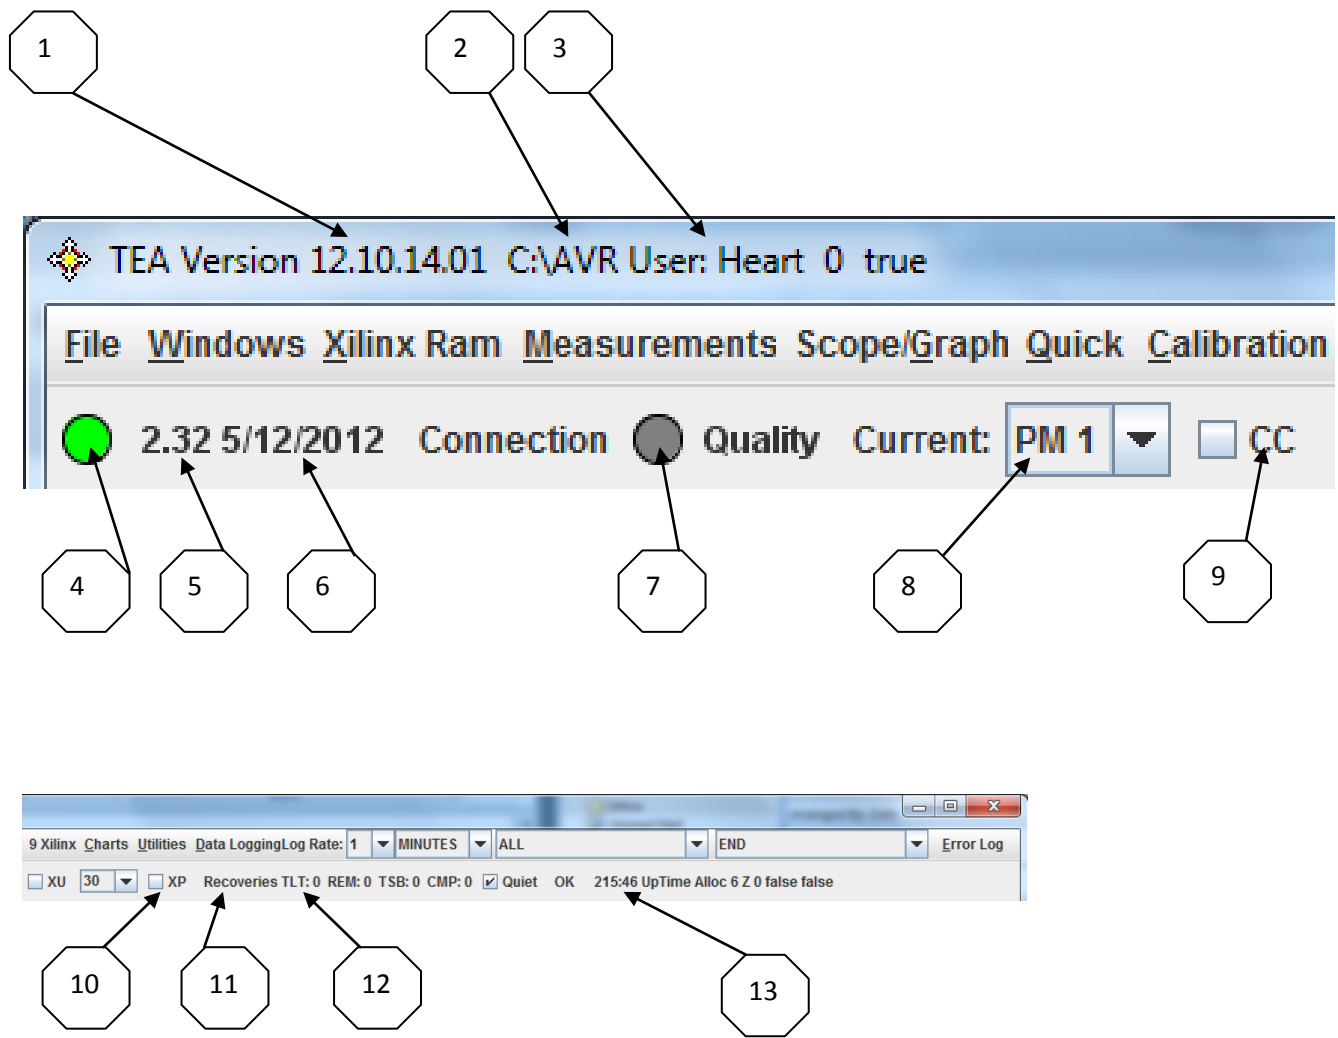 1 2 3
TEA Version 12.10.14.01 C:\AVR User: Heart 0 true
File Windows Xilinx Ram Measurements Scope/Graph Quick Calibration
2.32 5/12/2012 Connection Quality Current: PM 1 CC
4 5 6 7 8 9
9 Xilinx Charts Utilities Data LoggingLog Rate: 1 MINUTES ALL END Error Log
XU 30 XP Recoveries TLT: 0 REM: 0 TSB: 0 CMP: 0 Quiet OK 215:46 UpTime Alloc 6 Z 0 false false
10 11 12 13